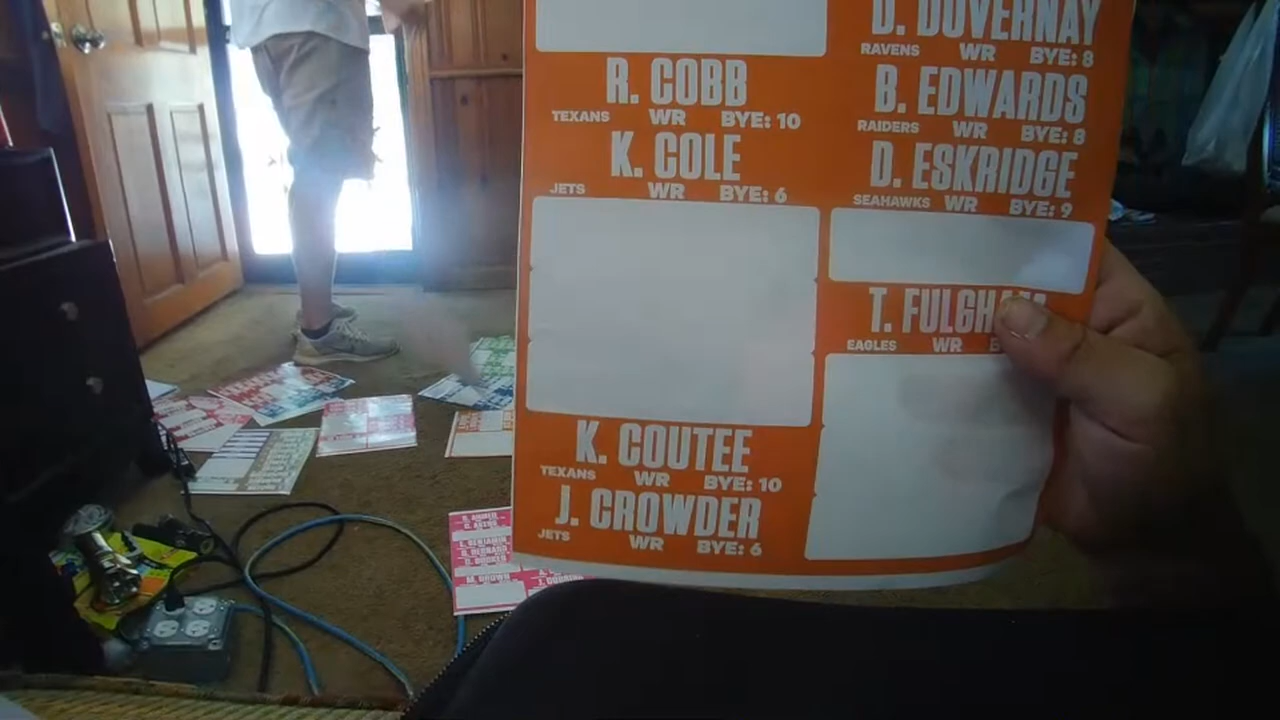 R. COBB
TEXANS WR BYE: 10
K. COLE
JETS WR BYE: 6
K. COUTEE
TEXANS WR BYE: 10
J. CROWDER
JETS WR BYE: 6
D. DUVERNAY
RAVENS WR BYE: 8
B. EDWARDS
RAIDERS WR BYE: 8
D. ESKRIDGE
SEAHAWKS WR BYE: 9
T. FULGHAM
EAGLES WR B